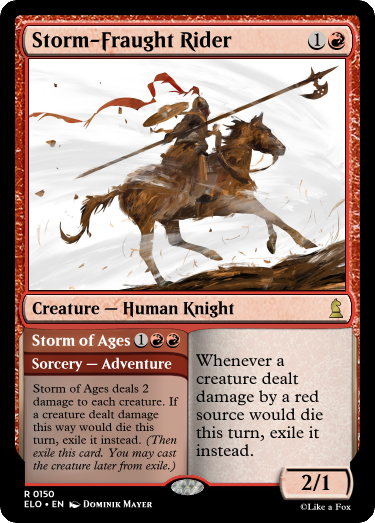 Storm-Fraught Rider 1
Creature — Human Knight
Storm of Ages 1
Sorcery — Adventure
Storm of Ages deals 2
damage to each creature. If
a creature dealt damage
this way would die this
turn, exile it instead. (Then
exile this card. You may cast
the creature later from exile.)
Whenever a
creature dealt
damage by a red
source would die
this turn, exile it
instead.
2/1
R 0150
ELO • EN Dominik Mayer
©Like a Fox